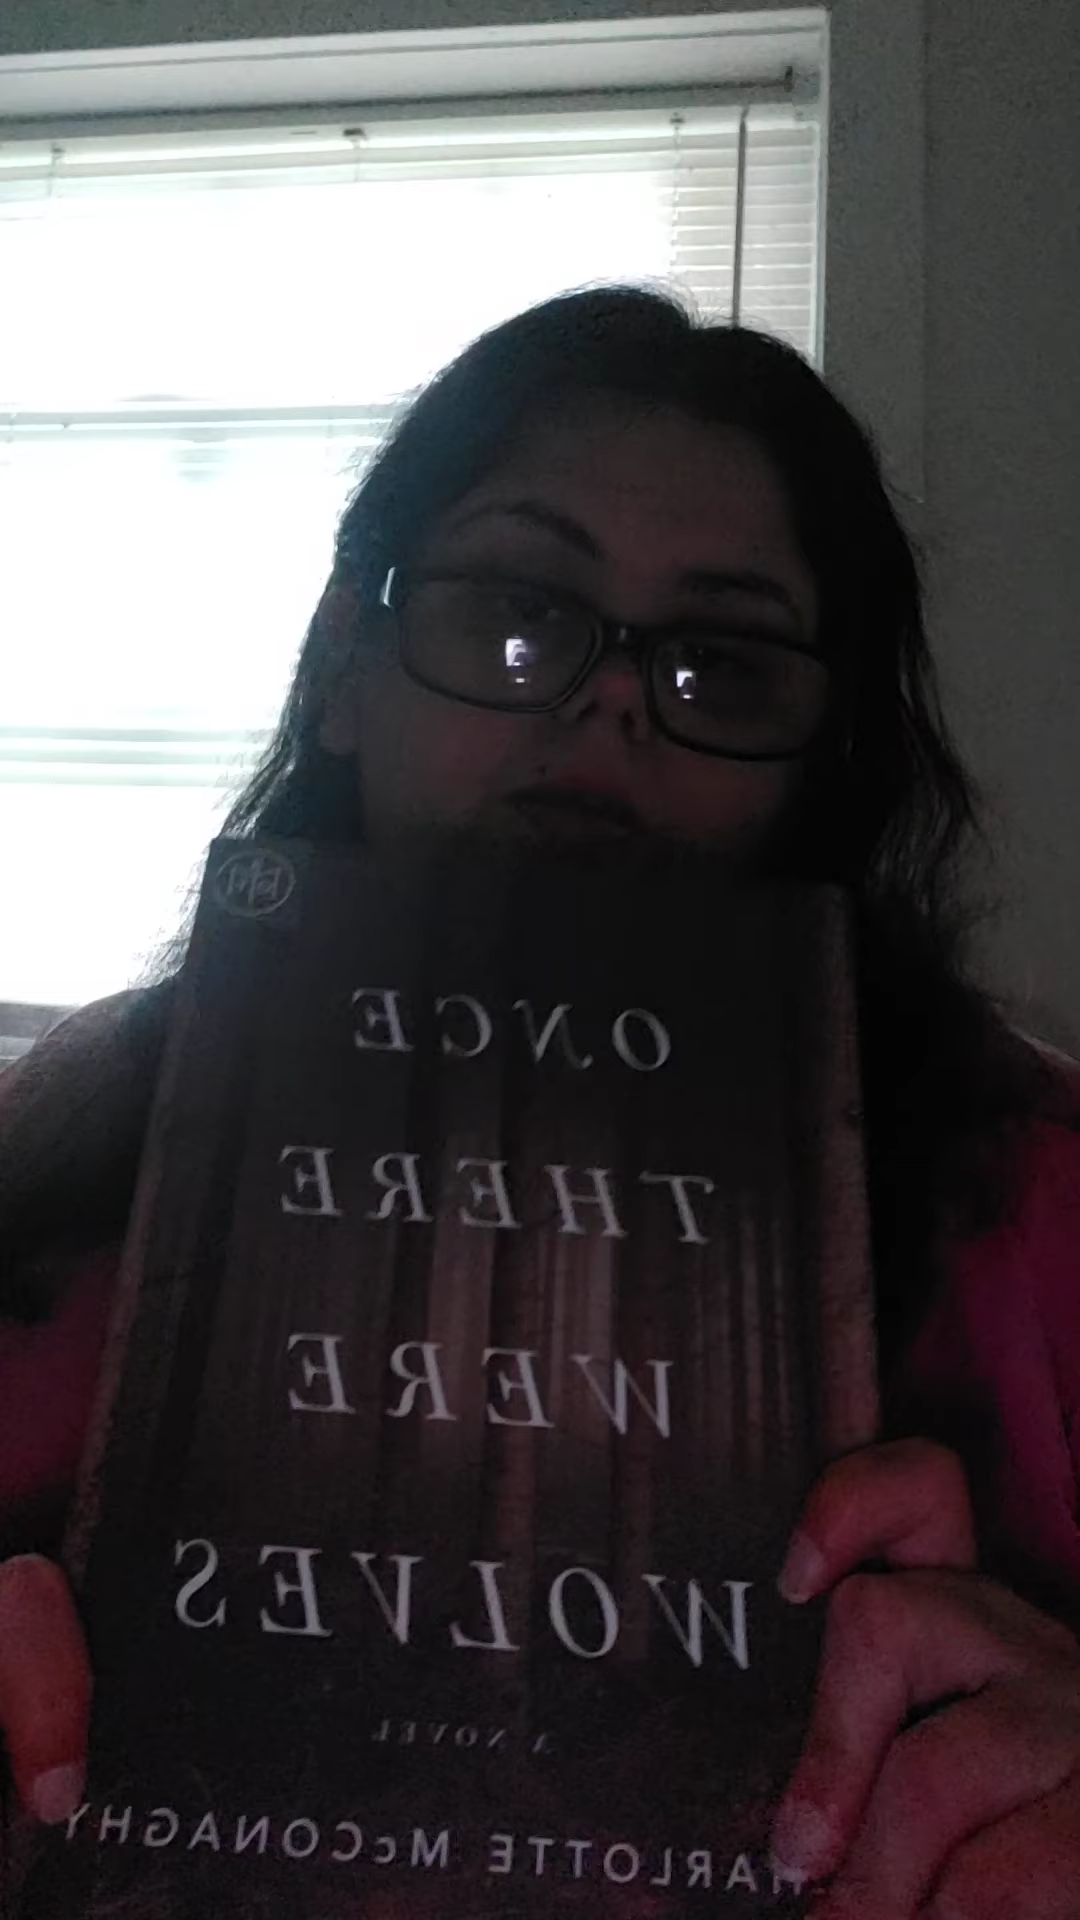 ONCE
THERE
WERE
WOLVES
A NOVEL
HARLOTTE McCONAGHY